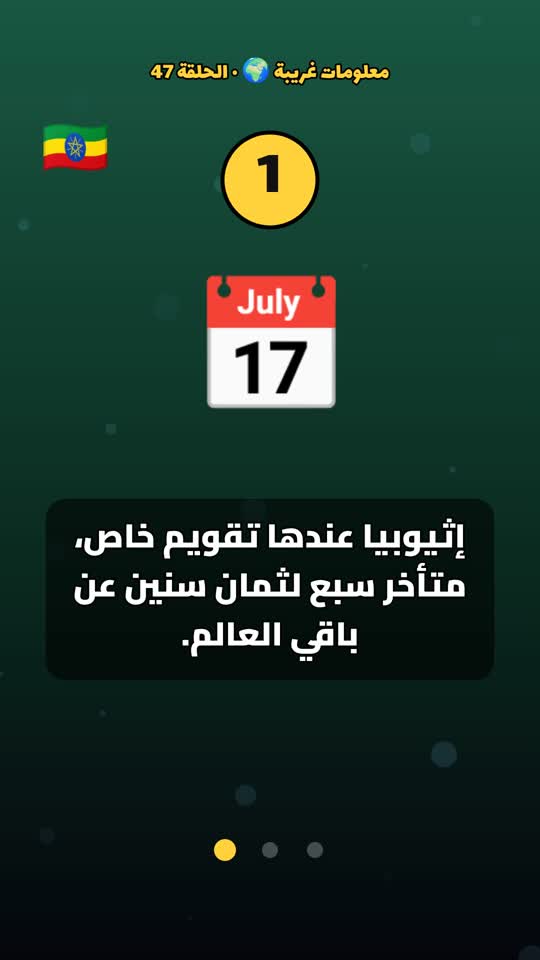 معلومات غريبة 🌍 • الحلقة 47
1
July
17
إثيوبيا عندها تقويم خاص،
متأخر سبع لثمان سنين عن
باقي العالم.